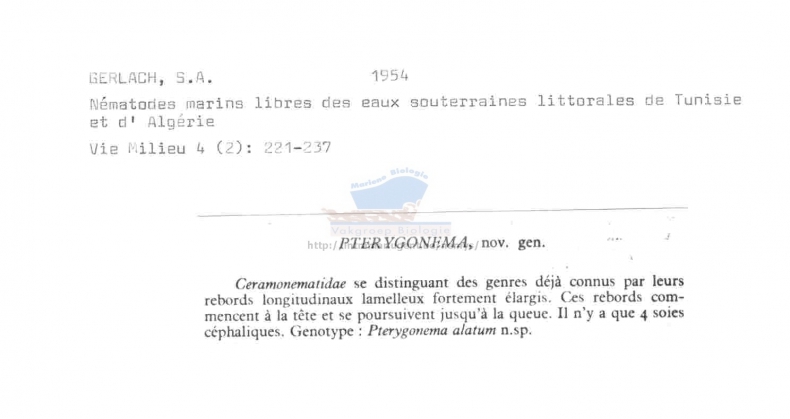 GERLACH, S.A. 1954
Nématodes marins libres des eaux souterraines littorales de Tunisie
et d' Algérie
Vie Milieu 4 (2): 221-237
Mariene Biologie
Vakgroep Biologie
PTERYGONEMA, nov. gen.
Ceramonematidae se distinguant des genres déjà connus par leurs
rebords longitudinaux lamelleux fortement élargis. Ces rebords com-
mencent à la tête et se poursuivent jusqu'à la queue. Il n'y a que 4 soies
céphaliques. Genotype : Pterygonema alatum n.sp.